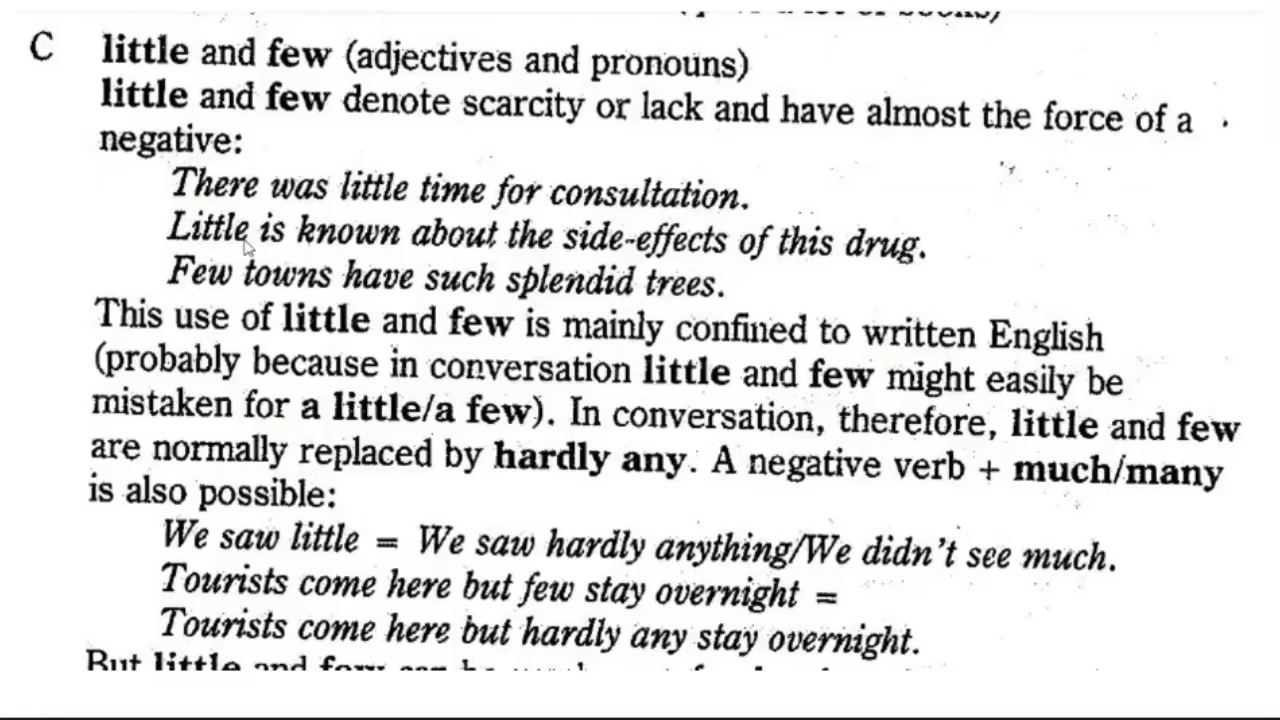 C little and few (adjectives and pronouns)
little and few denote scarcity or lack and have almost the force of a
negative:
There was little time for consultation.
Little is known about the side-effects of this drug.
Few towns have such splendid trees.
This use of little and few is mainly confined to written English
(probably because in conversation little and few might easily be
mistaken for a little/a few). In conversation, therefore, little and few
are normally replaced by hardly any. A negative verb + much/many
is also possible:
We saw little = We saw hardly anything/We didn't see much.
Tourists come here but few stay overnight =
Tourists come here but hardly any stay overnight.
But little and few